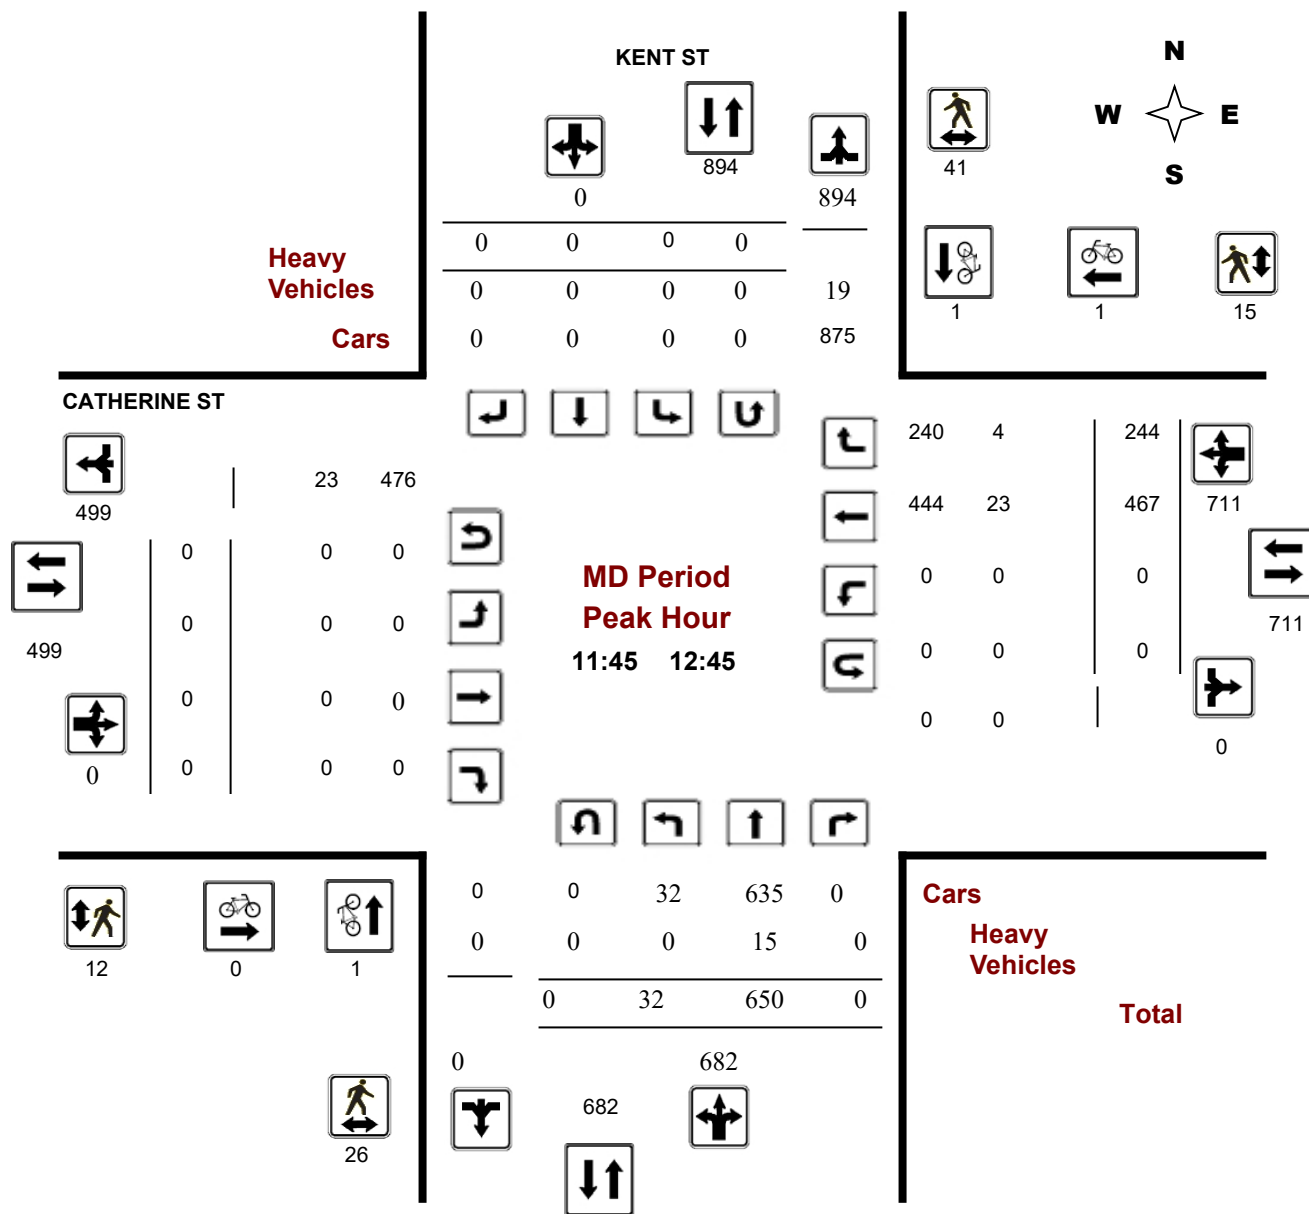 KENT ST
N
W E
S
894
41
0
894
0 0 0 0
Heavy
Vehicles
0 0 0 0 19
1 1 15
Cars
0 0 0 0 875
CATHERINE ST
240 4 244
23 476
499
444 23 467 711
0 0 0
MD Period
Peak Hour
11:45 12:45
0 0 0
0 0 0
499
711
0 0 0
0 0 0
0 0 0
0
0 0
0
0 0 0
0 0 32 635 0
Cars
0 0 0 15 0
Heavy
Vehicles
12 0 1
0 32 650 0
Total
0 682
682
26